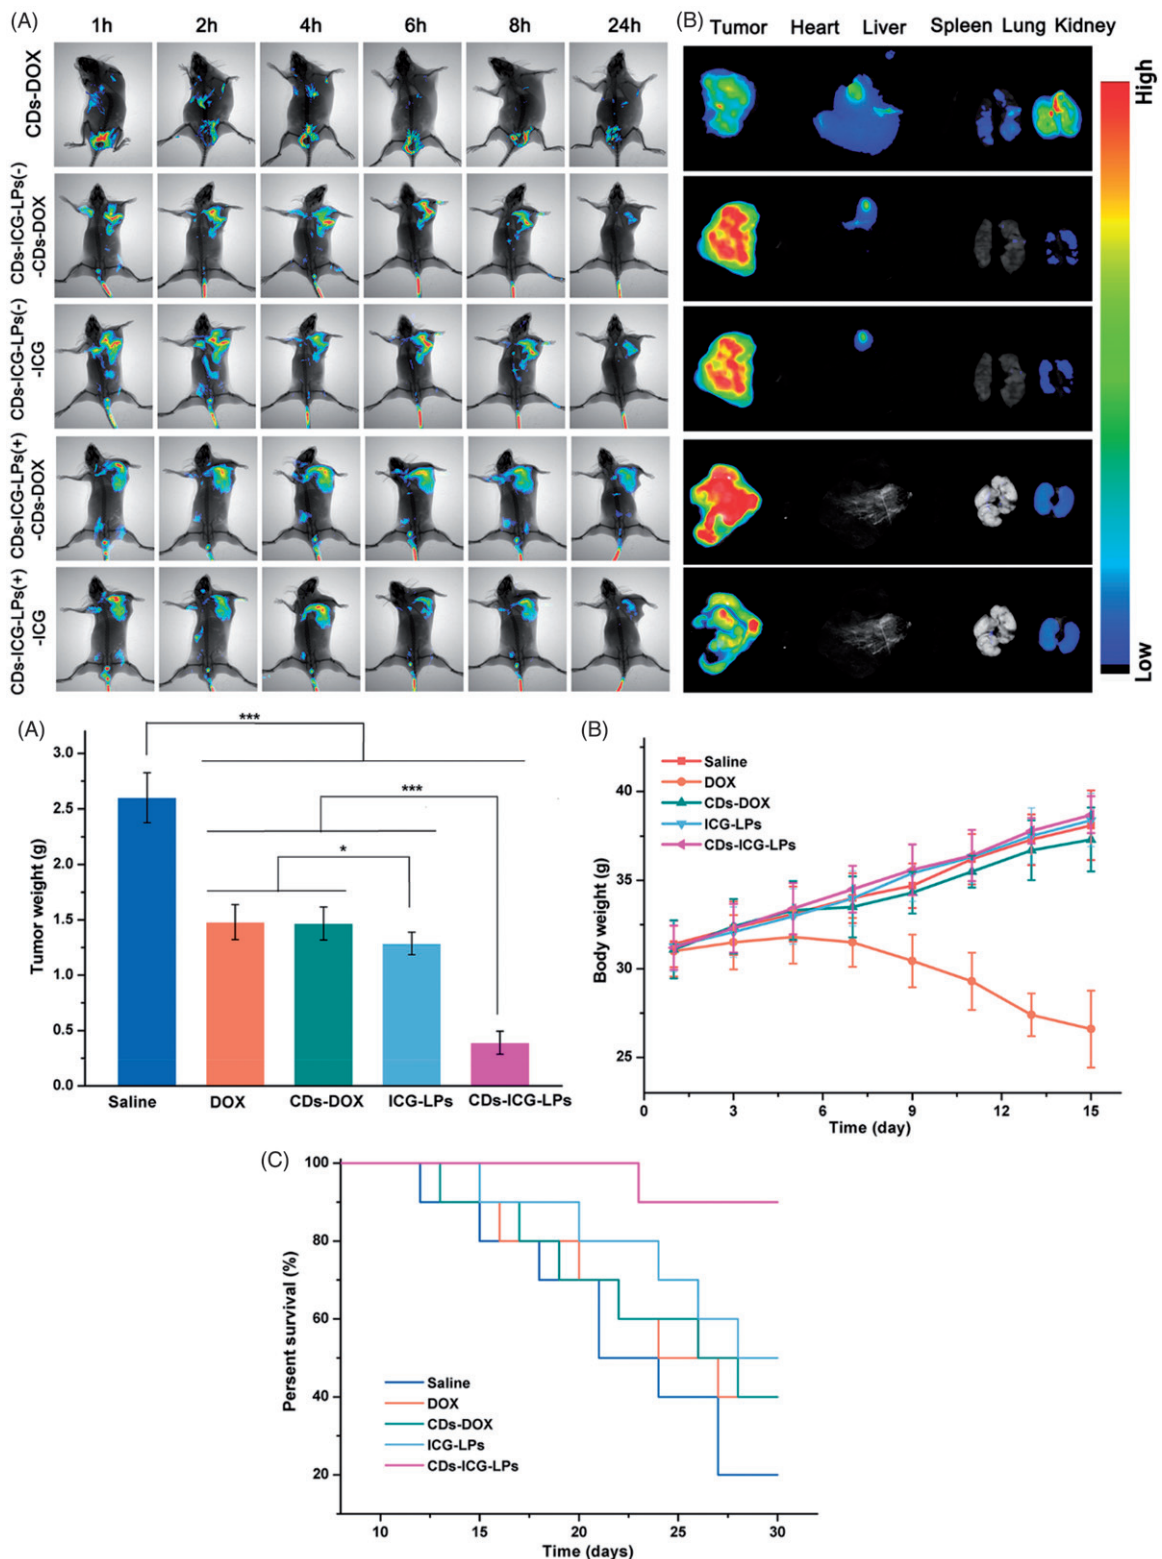 (A) 1h 2h 4h 6h 8h 24h
(B) Tumor Heart Liver Spleen Lung Kidney
CDs-DOX
CDs-ICG-LPs(-)
-CDs-DOX
CDs-ICG-LPs(-)
-ICG
CDs-ICG-LPs(+)
-CDs-DOX
CDs-ICG-LPs(+)
-ICG
High
Low
(A)
***
***
*
Tumor weight (g)
3.0
2.5
2.0
1.5
1.0
0.5
0.0
Saline DOX CDs-DOX ICG-LPs CDs-ICG-LPs
(B)
Saline
DOX
CDs-DOX
ICG-LPs
CDs-ICG-LPs
Body weight (g)
40
35
30
25
0 3 6 9 12 15
Time (day)
(C)
Persent survival (%)
100
80
60
40
20
Saline
DOX
CDs-DOX
ICG-LPs
CDs-ICG-LPs
10 15 20 25 30
Time (days)